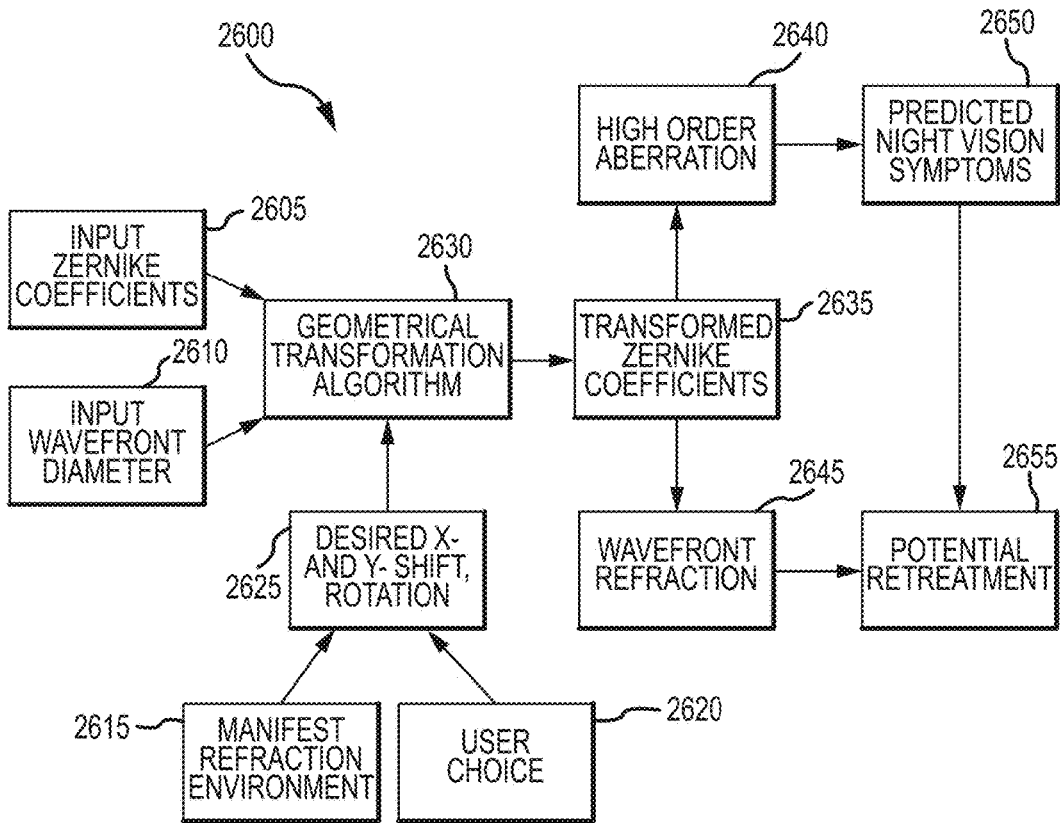 2600
2640
2650
HIGH ORDER
ABERRATION
PREDICTED
NIGHT VISION
SYMPTOMS
2605
INPUT
ZERNIKE
COEFFICIENTS
2630
GEOMETRICAL
TRANSFORMATION
ALGORITHM
2635
TRANSFORMED
ZERNIKE
COEFFICIENTS
2610
INPUT
WAVEFRONT
DIAMETER
2625
DESIRED X-
AND Y- SHIFT,
ROTATION
2645
WAVEFRONT
REFRACTION
2655
POTENTIAL
RETREATMENT
2615
MANIFEST
REFRACTION
ENVIRONMENT
2620
USER
CHOICE